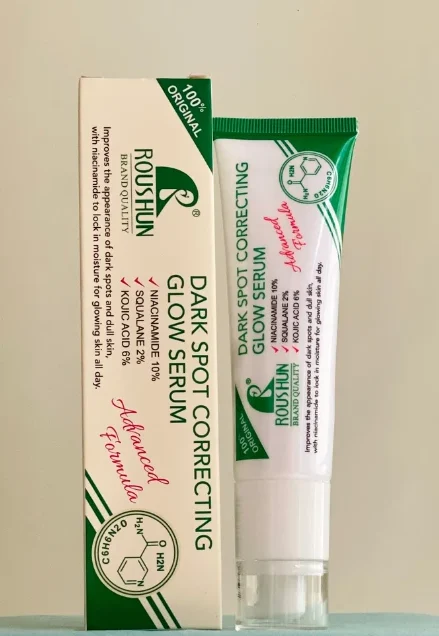 100%
ORIGINAL
®
ROUSHUN
BRAND QUALITY
DARK SPOT CORRECTING
GLOW SERUM
✓ NIACINAMIDE 10%
✓ SQUALANE 2%
✓ KOJIC ACID 6%
Improves the appearance of dark spots and dull skin,
with niacinamide to lock in moisture for glowing skin all day.
Advanced
Formula
C6H6N20
H2N
O
H2N
N
DARK SPOT CORRECTING
GLOW SERUM
✓ NIACINAMIDE 10%
✓ SQUALANE 2%
✓ KOJIC ACID 6%
Advanced
Formula
C6H6N20
ORIGINAL
®
ROUSHUN
BRAND QUALITY
Improves the appearance of dark spots and dull skin,
with niacinamide to lock in moisture for glowing skin all day.